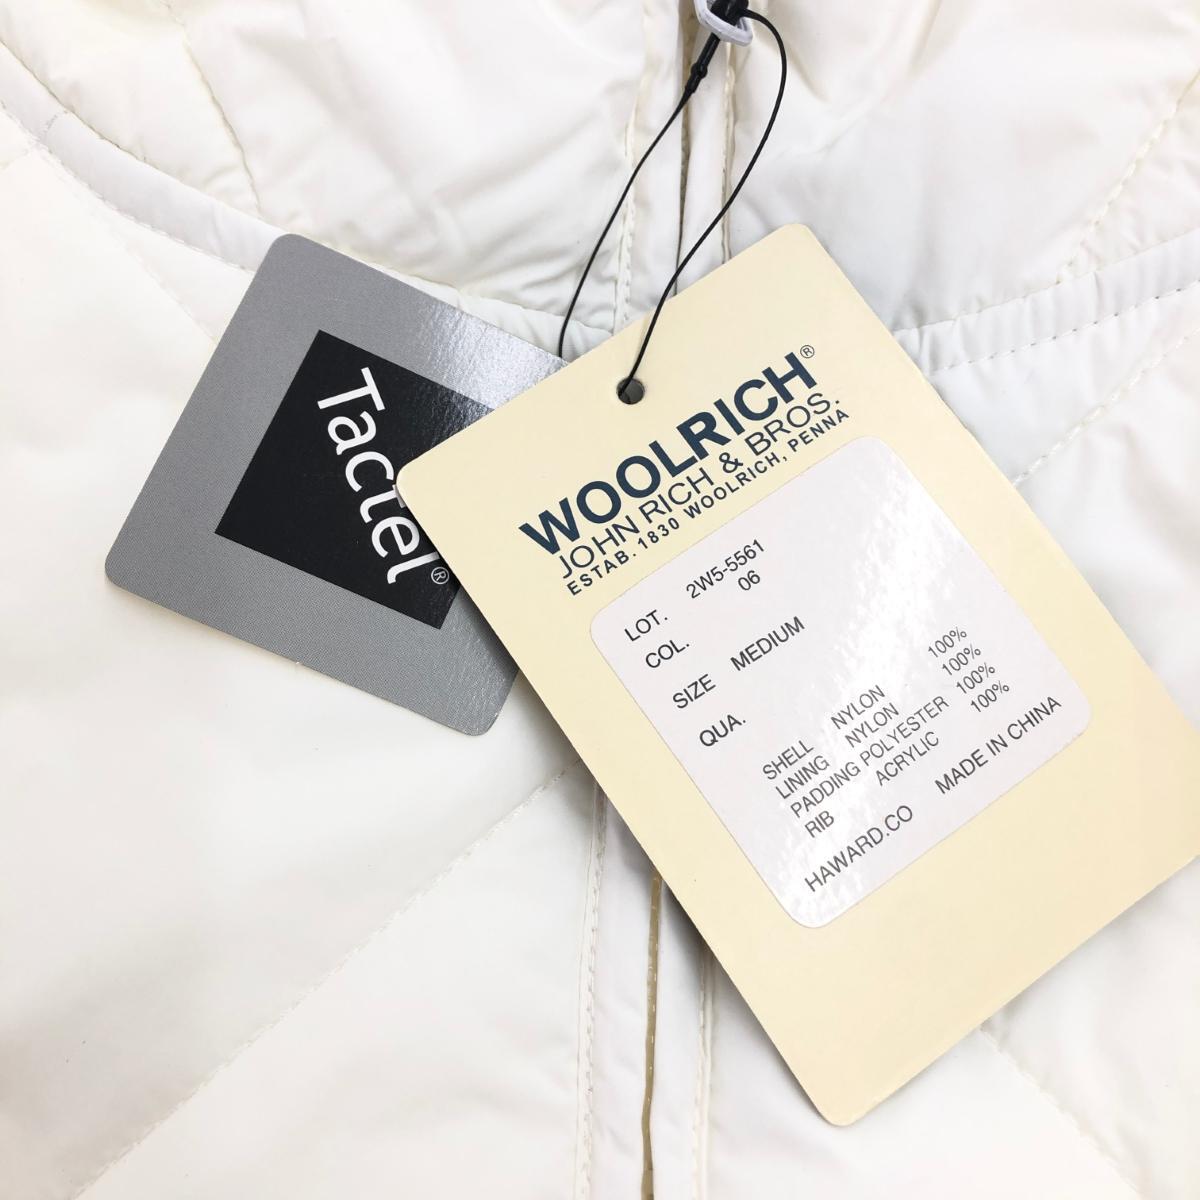 Tactel®
WOOLRICH®
JOHN RICH & BROS.
ESTAB. 1830 WOOLRICH, PENNA
LOT. 2W5-5561
COL. 06
SIZE MEDIUM
QUA.
SHELL NYLON 100%
LINING NYLON 100%
PADDING POLYESTER 100%
RIB ACRYLIC 100%
HAWARD.CO MADE IN CHINA